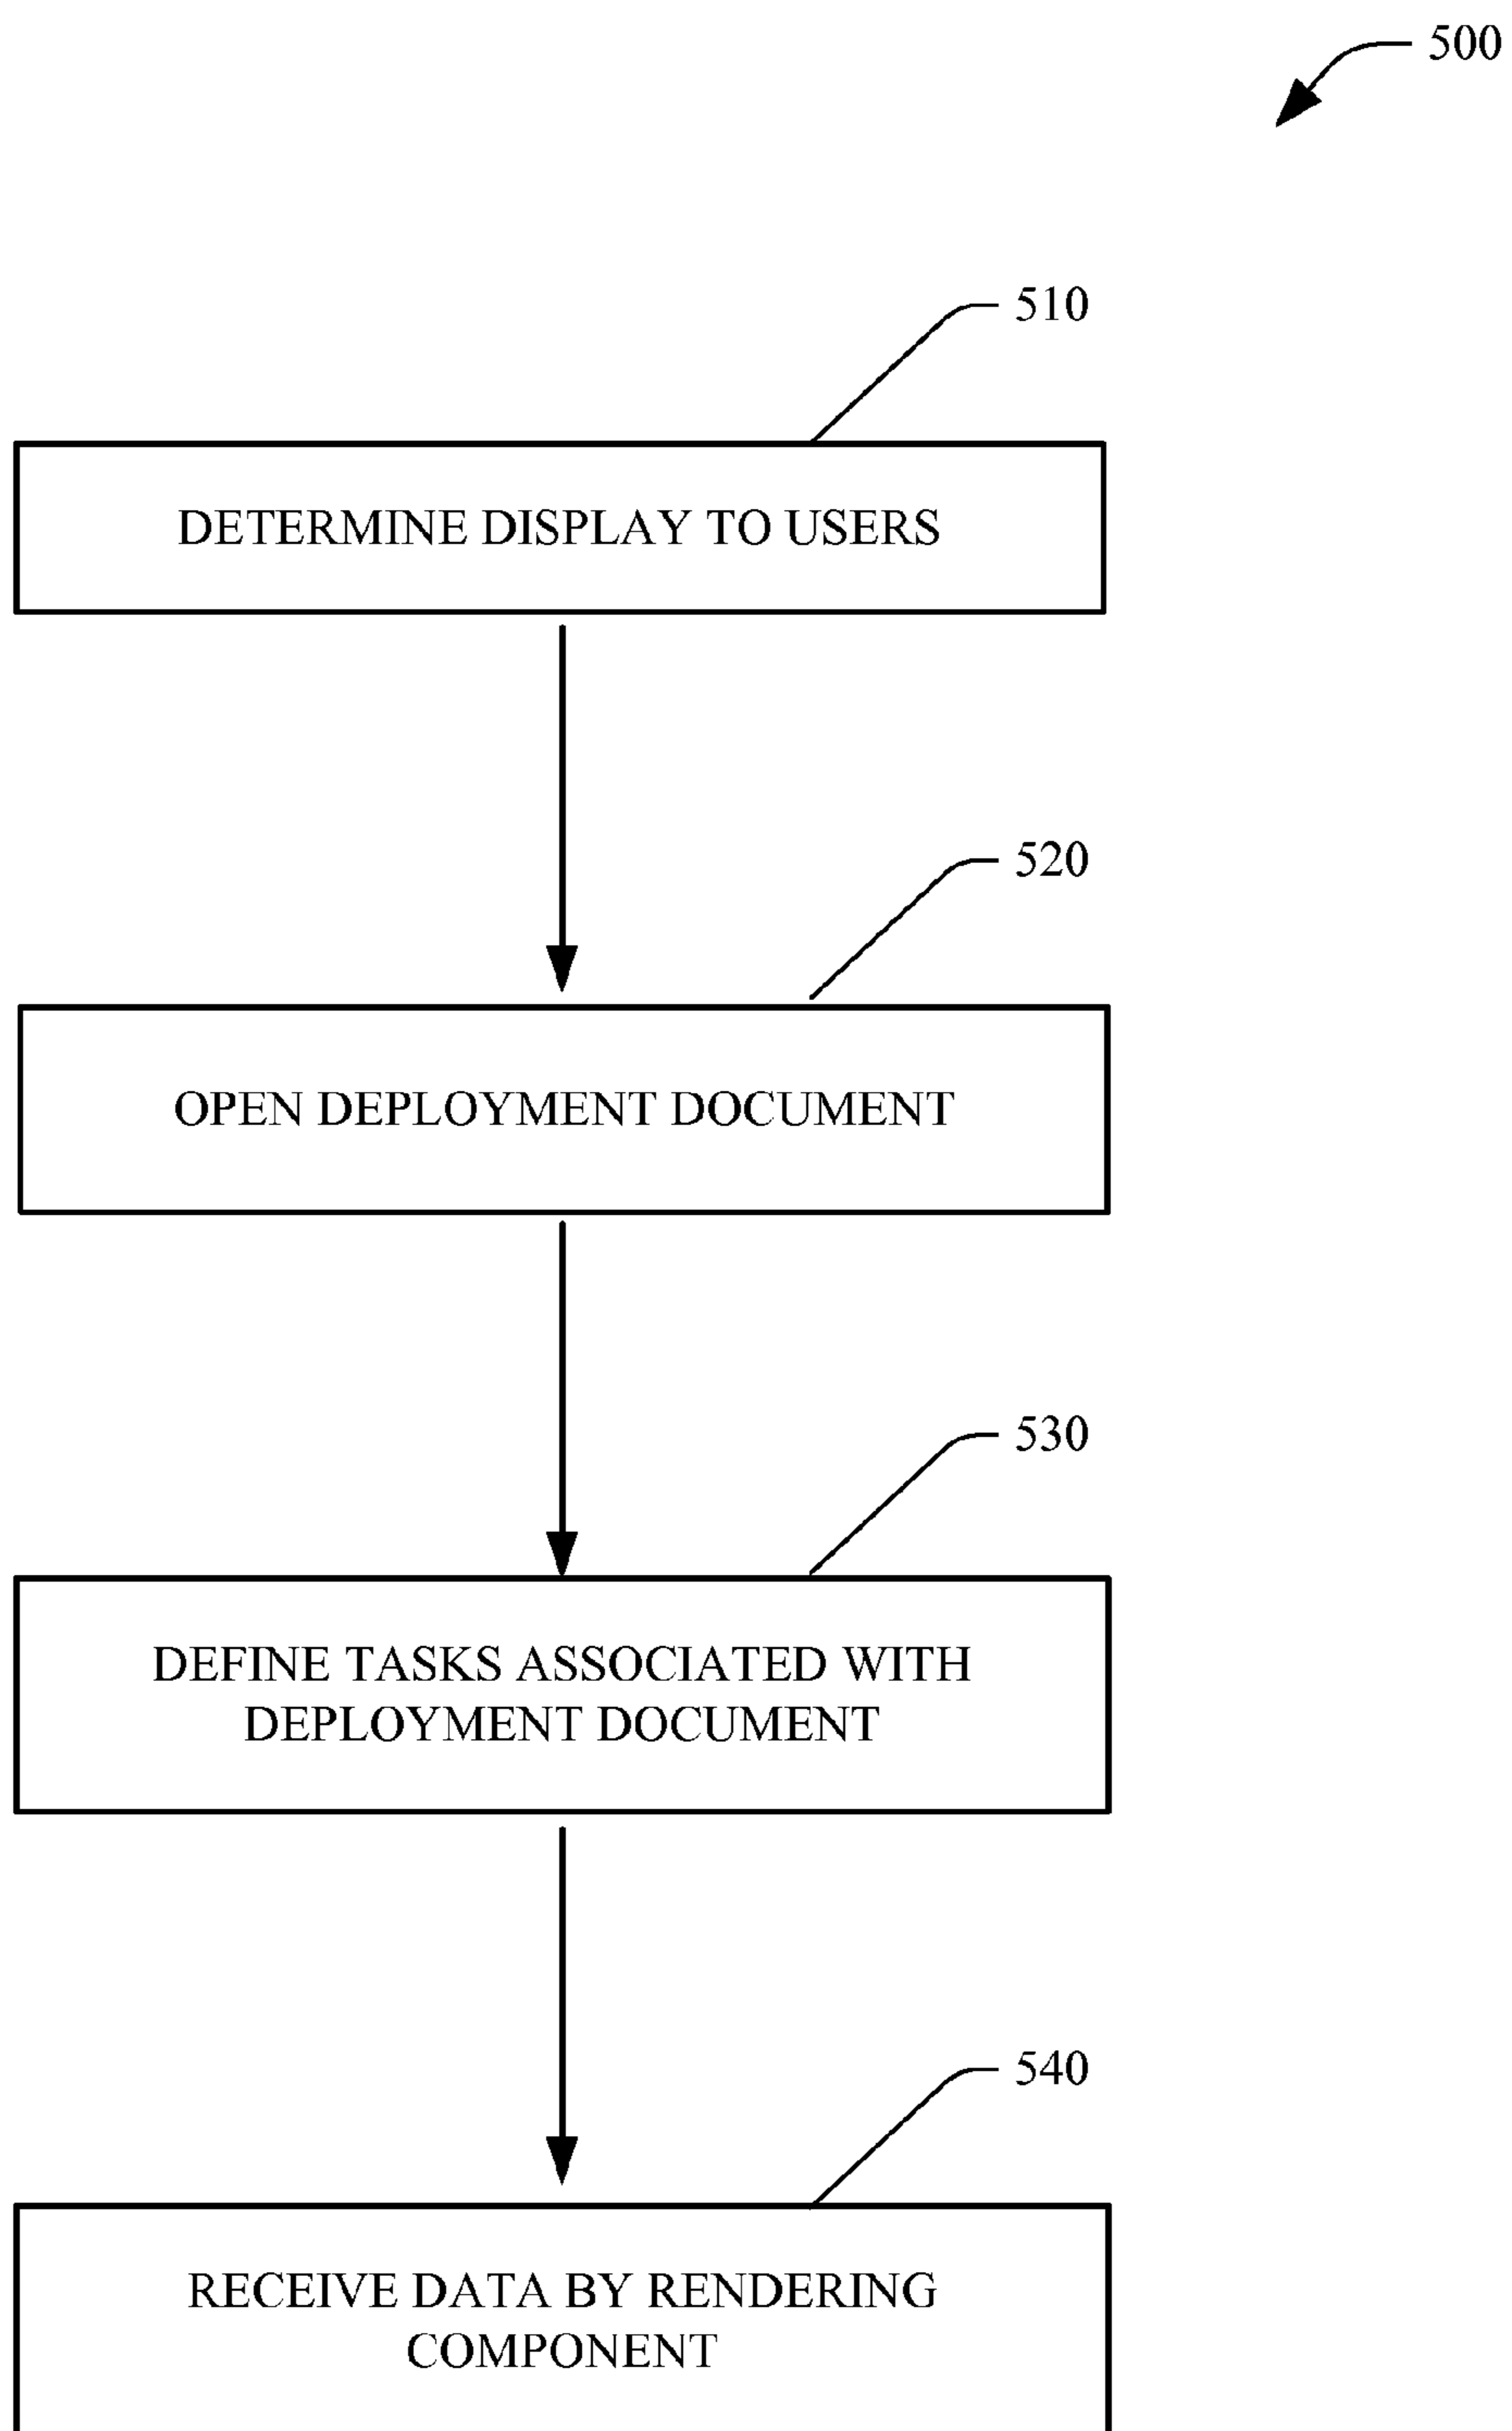 500
510
DETERMINE DISPLAY TO USERS
520
OPEN DEPLOYMENT DOCUMENT
530
DEFINE TASKS ASSOCIATED WITH
DEPLOYMENT DOCUMENT
540
RECEIVE DATA BY RENDERING
COMPONENT